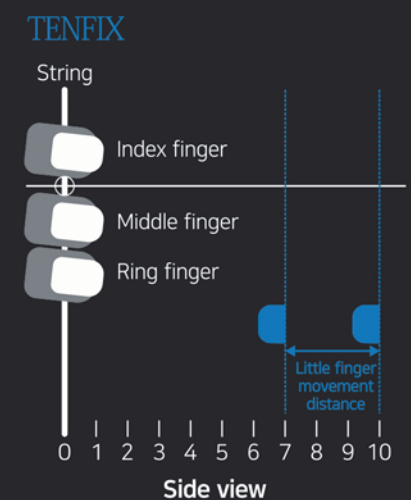 TENFIX
String
Index finger
Middle finger
Ring finger
Little finger
movement
distance
0 1 2 3 4 5 6 7 8 9 10
Side view